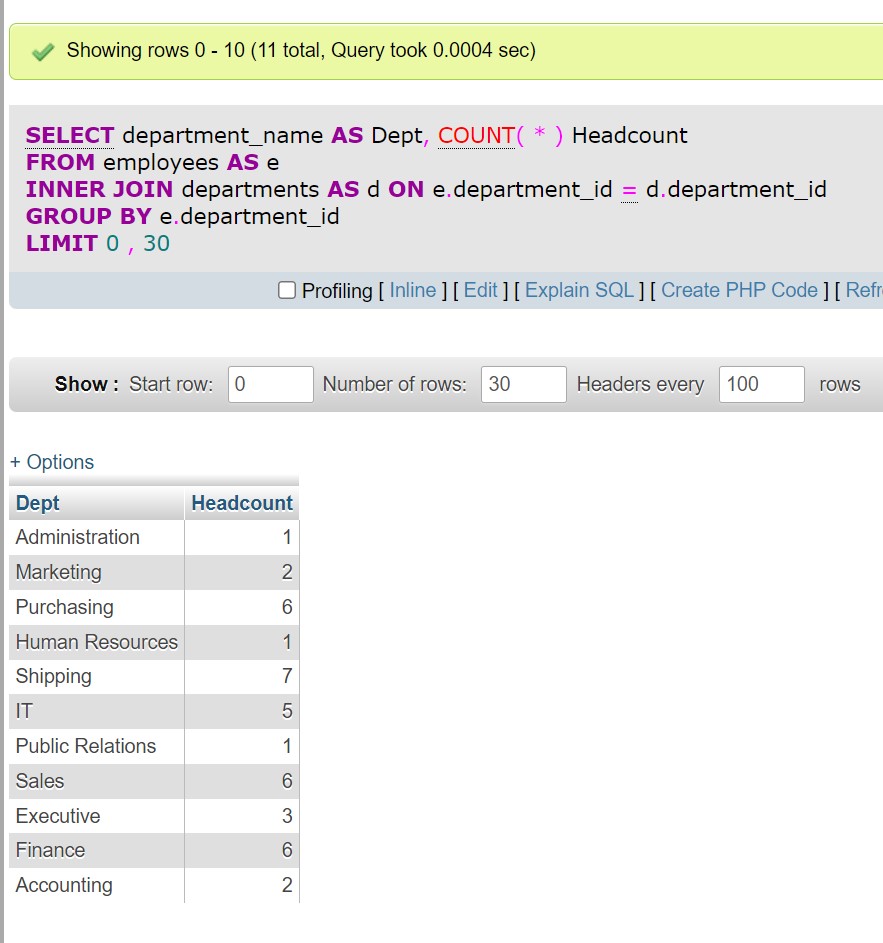 Showing rows 0 - 10 (11 total, Query took 0.0004 sec)
SELECT department_name AS Dept, COUNT( * ) Headcount
FROM employees AS e
INNER JOIN departments AS d ON e.department_id = d.department_id
GROUP BY e.department_id
LIMIT 0 , 30
Profiling [ Inline ] [ Edit ] [ Explain SQL ] [ Create PHP Code ] [ Refr
Show : Start row: 0 Number of rows: 30 Headers every 100 rows
+ Options
Dept Headcount
Administration 1
Marketing 2
Purchasing 6
Human Resources 1
Shipping 7
IT 5
Public Relations 1
Sales 6
Executive 3
Finance 6
Accounting 2